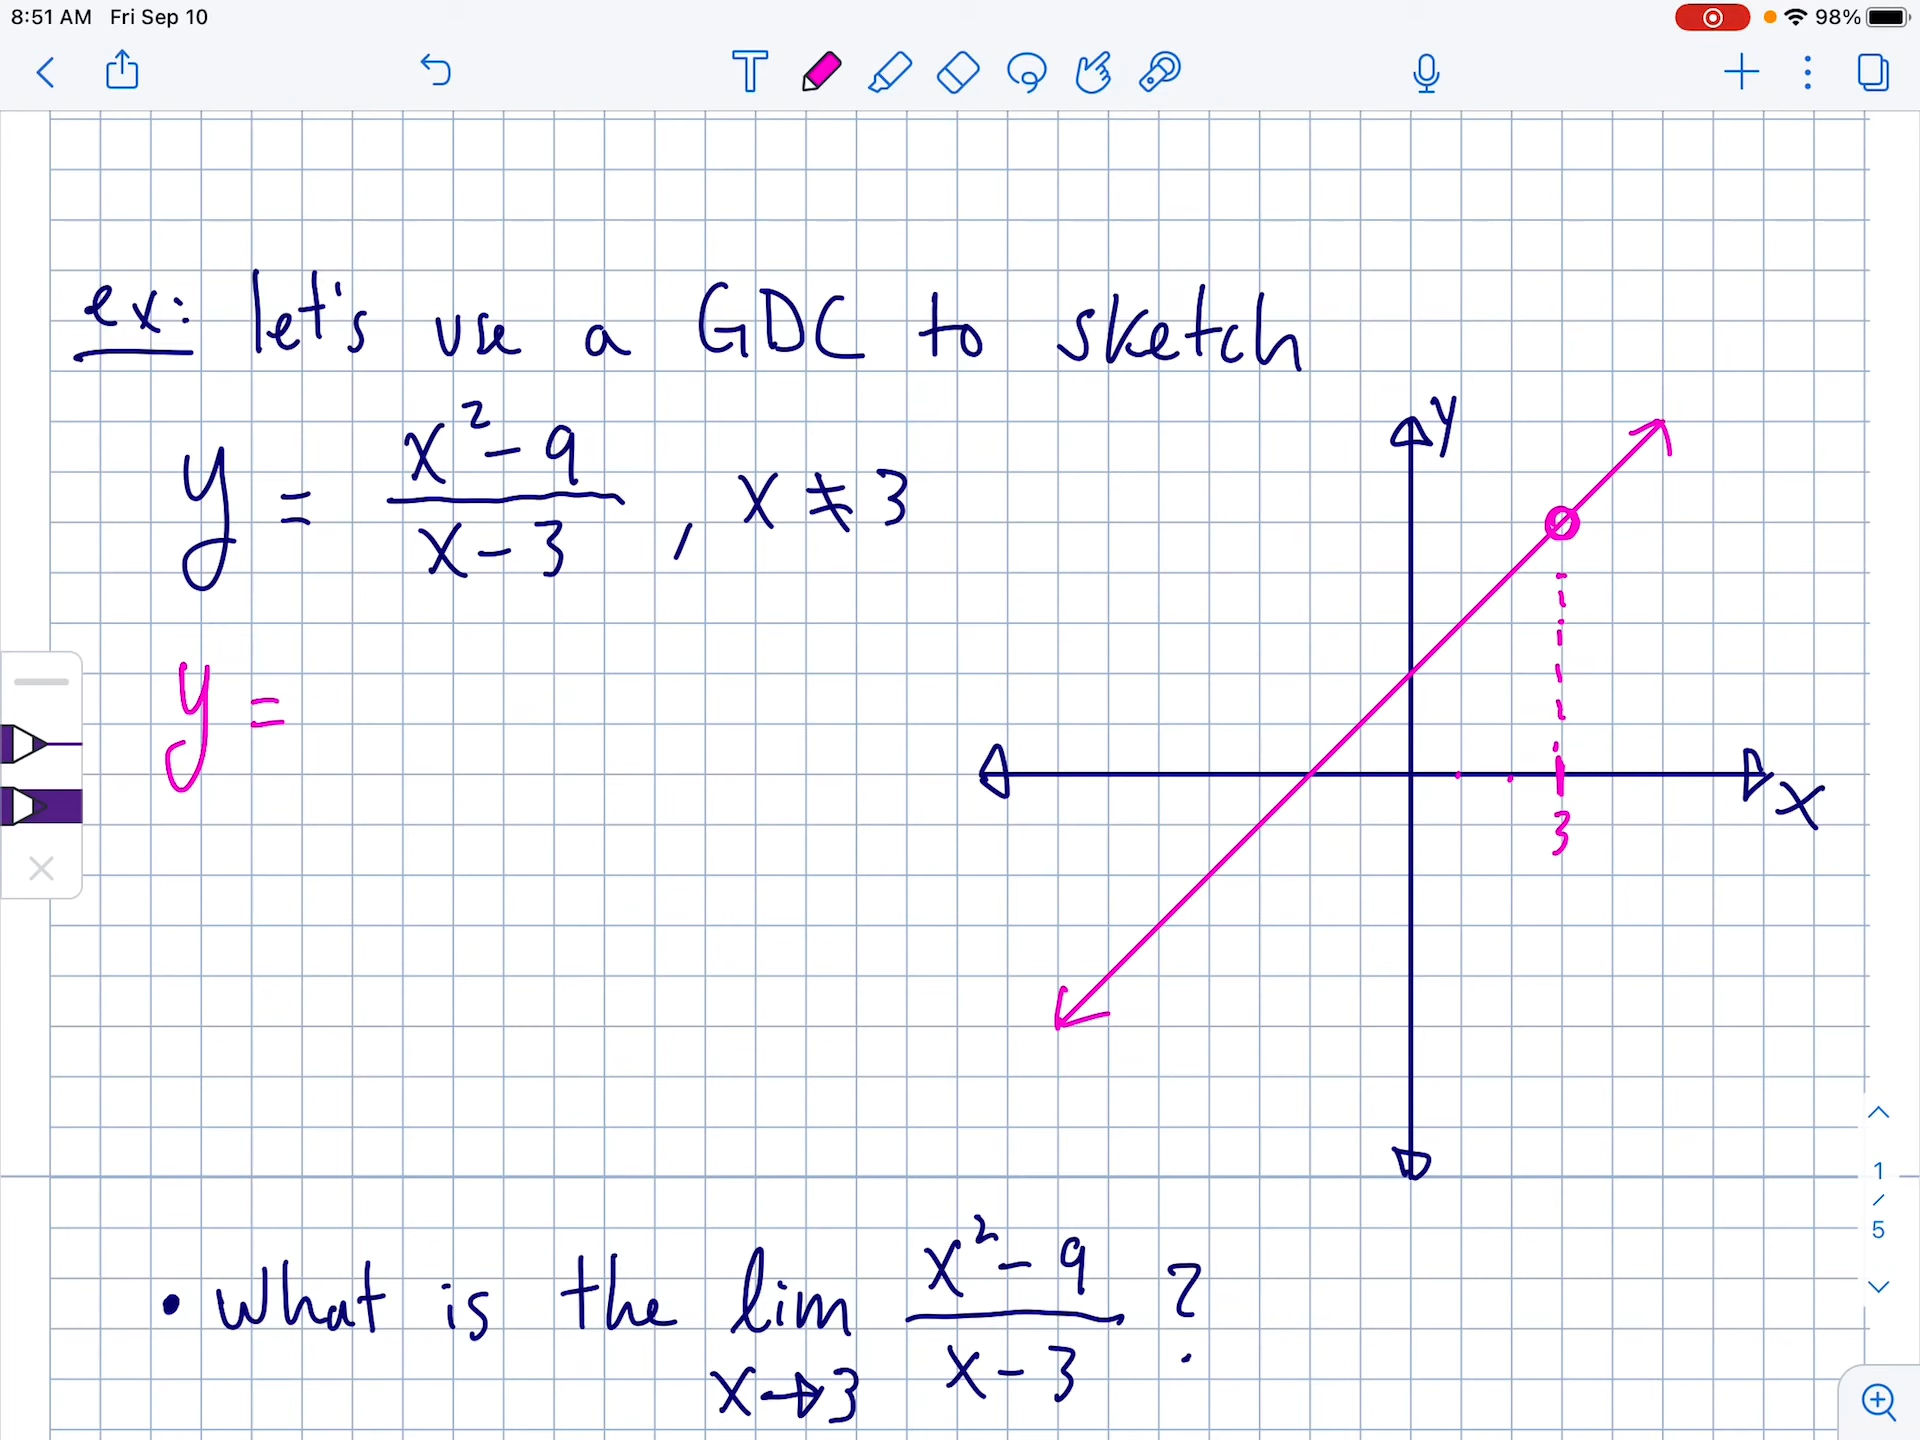 8:51 AM Fri Sep 10 98%
ex: let's use a GDC to sketch
y = x² - 9 / x - 3 , x ≠ 3
y =
y
x
3
1 / 5
• What is the lim x→3 x² - 9 / x - 3 ?